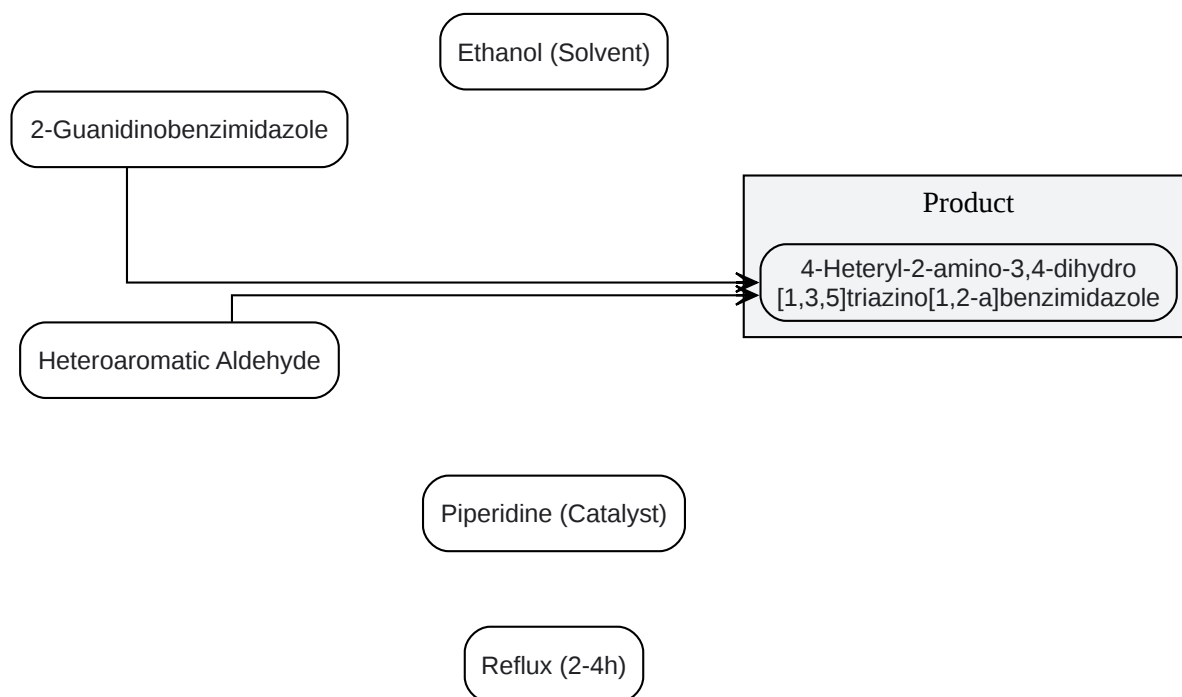 Ethanol (Solvent)
2-Guanidinobenzimidazole
Product
4-Heteryl-2-amino-3,4-dihydro
[1,3,5]triazino[1,2-a]benzimidazole
Heteroaromatic Aldehyde
Piperidine (Catalyst)
Reflux (2-4h)